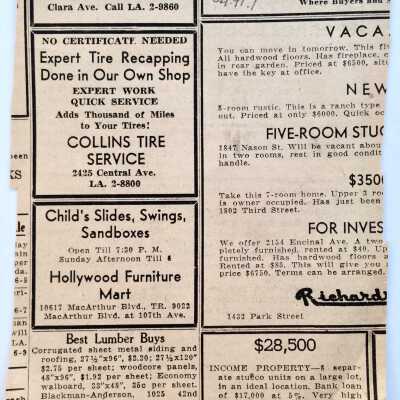 Clara Ave. Call LA. 2-9860
NO CERTIFICATE NEEDED
Expert Tire Recapping
Done in Our Own Shop
EXPERT WORK
QUICK SERVICE
Adds Thousand of Miles
to Your Tires!
COLLINS TIRE
SERVICE
2425 Central Ave.
LA. 2-8800
Child's Slides, Swings,
Sandboxes
Open Till 7:30 P. M.
Sunday Afternoon Till 5
Hollywood Furniture
Mart
10617 MacArthur Blvd., TR. 9022
MacArthur Blvd. at 107th Ave.
Best Lumber Buys
Corrugated sheet metal siding and
roofing, 27½"x96", $2.20; 27½x120"
$2.75 per sheet; woodcore panels,
48"x96", $1.92 per sheet; Economy
walboard, 32"x48", 35c per sheet.
Blackman-Anderson, 1925 42nd
Where Buyers and
VACA
You can move in tomorrow. This fi
All hardwood floors. Has fireplace,
in rear garden. Priced at $6500,
have the key at office.
NEW
8-room rustic. This is a ranch type
out. Priced at only $6000. Quick oc
FIVE-ROOM STUC
1847 Nason St. Will be vacant about
in two rooms, rest in good condit
handle.
$3500
Take this 7-room home. Upper 3 roo
is owner occupied. Has just been
1802 Third Street.
FOR INVES
We offer 2154 Encinal Ave. A two
pletely furnished, rented at $40. Up
furnished. Has hardwood floors a
Rented at $85. This will give you
price $6750. Terms can be arranged.
Richards
1432 Park Street
$28,500
INCOME PROPERTY—8 separ-
ate stucco units on a large lot,
in an ideal location. Bank loan
of $17,000 at 5%. Very high